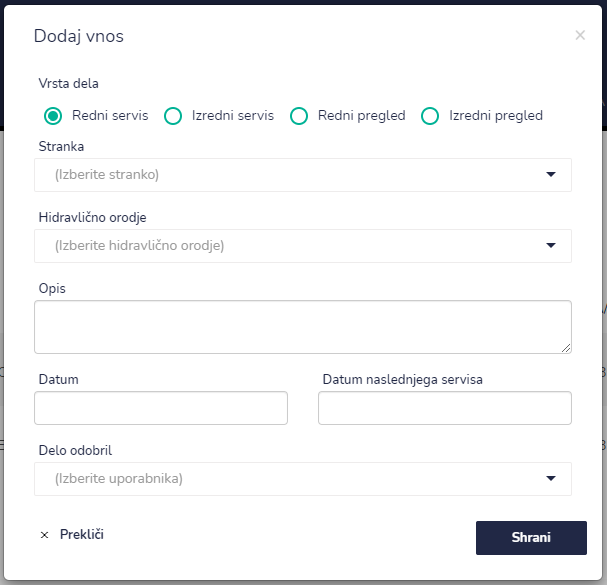 Dodaj vnos
×
Vrsta dela
Redni servis Izredni servis Redni pregled Izredni pregled
Stranka
(Izberite stranko)
Hidravlično orodje
(Izberite hidravlično orodje)
Opis
Datum Datum naslednjega servisa
Delo odobril
(Izberite uporabnika)
× Prekliči Shrani